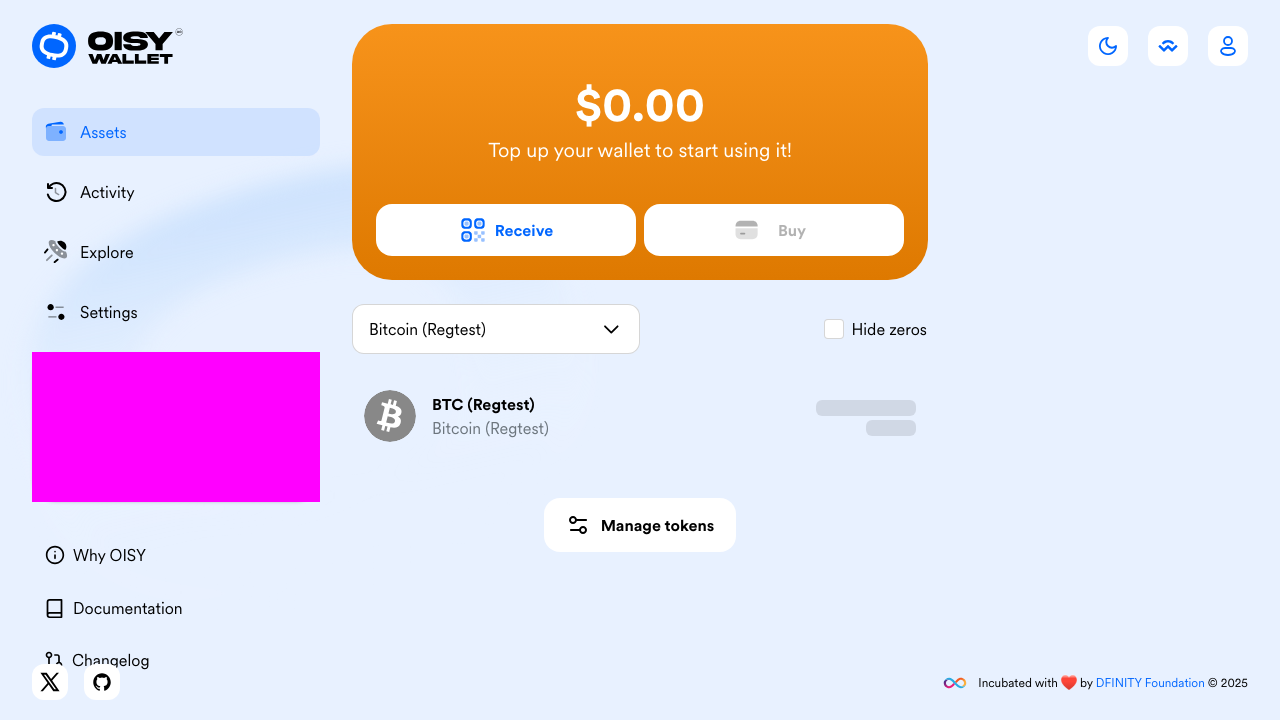 OISY
WALLET
Assets
Activity
Explore
Settings
Why OISY
Documentation
Changelog
$0.00
Top up your wallet to start using it!
Receive
Buy
Bitcoin (Regtest)
Hide zeros
BTC (Regtest)
Bitcoin (Regtest)
Manage tokens
Incubated with ❤️ by DFINITY Foundation © 2025